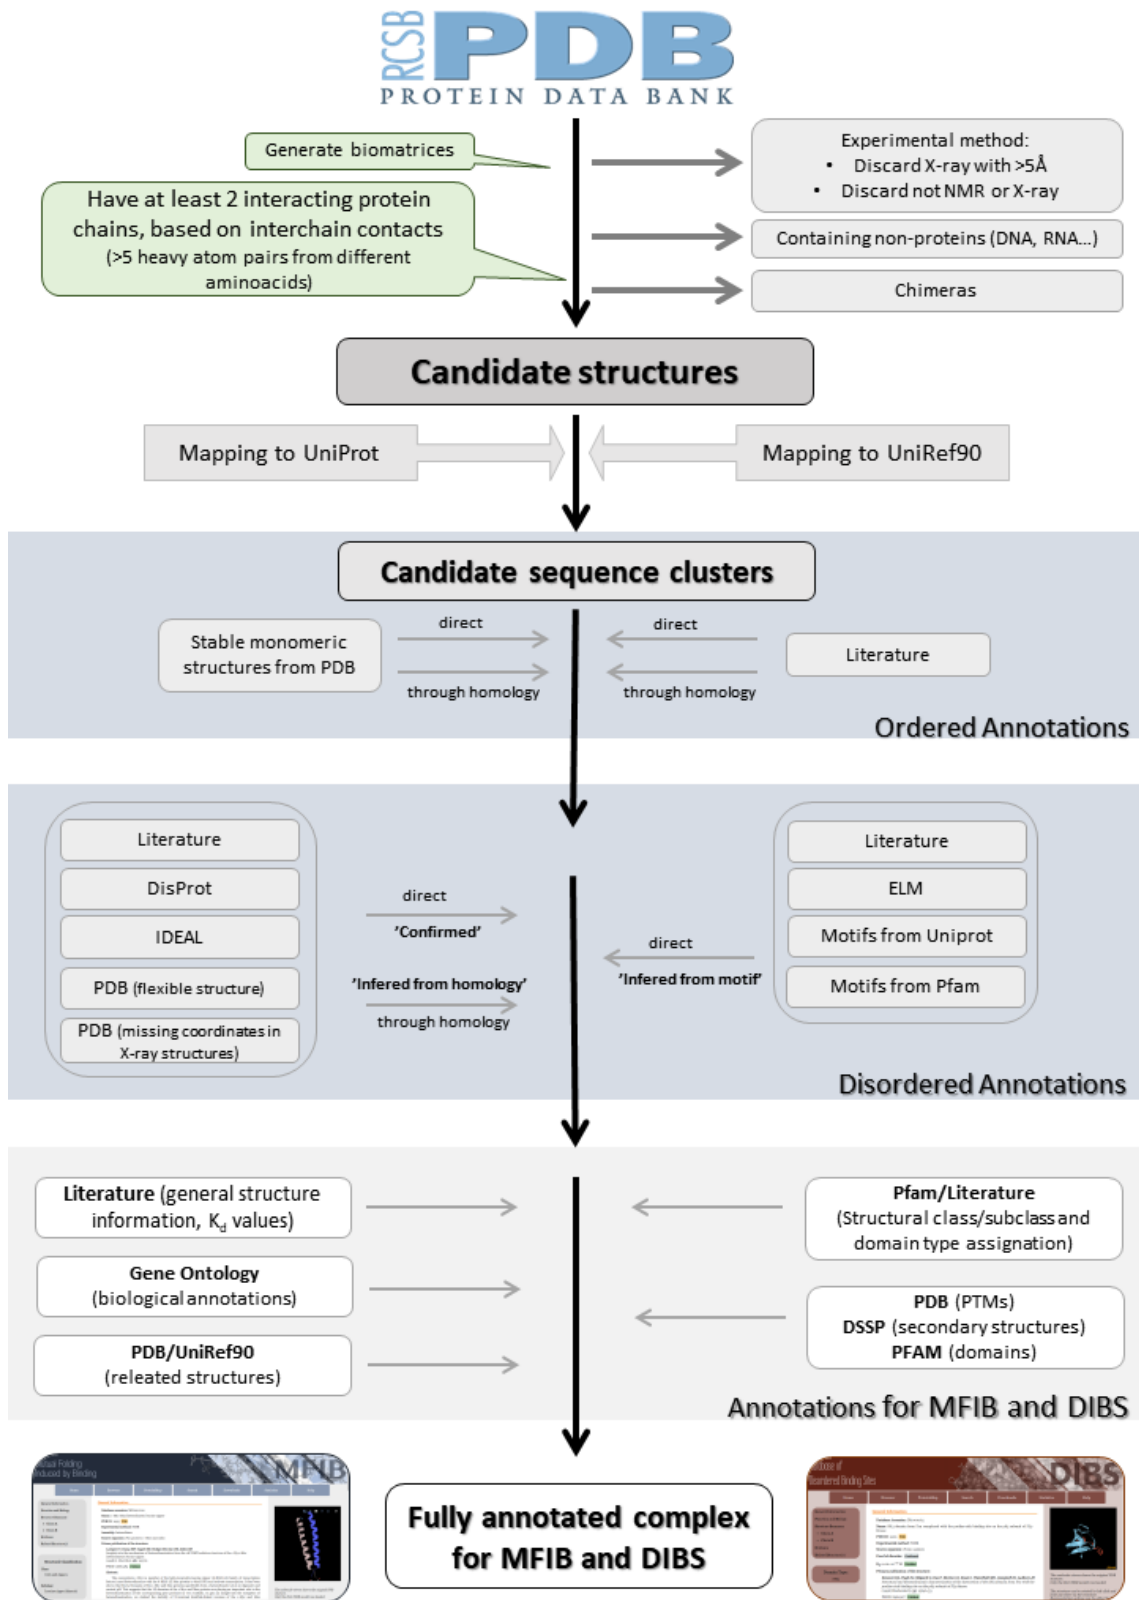 RCSB PDB
PROTEIN DATA BANK
Generate biomatrices
Have at least 2 interacting protein
chains, based on interchain contacts
(>5 heavy atom pairs from different
aminoacids)
Experimental method:
• Discard X-ray with >5Å
• Discard not NMR or X-ray
Containing non-proteins (DNA, RNA...)
Chimeras
Candidate structures
Mapping to UniProt
Mapping to UniRef90
Candidate sequence clusters
Stable monomeric
structures from PDB
direct
through homology
direct
through homology
Literature
Ordered Annotations
Literature
DisProt
IDEAL
PDB (flexible structure)
PDB (missing coordinates in
X-ray structures)
direct
'Confirmed'
'Infered from homology'
through homology
direct
'Infered from motif'
Literature
ELM
Motifs from Uniprot
Motifs from Pfam
Disordered Annotations
Literature (general structure
information, Kd values)
Gene Ontology
(biological annotations)
PDB/UniRef90
(releated structures)
Pfam/Literature
(Structural class/subclass and
domain type assignation)
PDB (PTMs)
DSSP (secondary structures)
PFAM (domains)
Annotations for MFIB and DIBS
Folding
Induced by Binding
MFIB
Fully annotated complex
for MFIB and DIBS
Disordered Binding Sites
DIBS